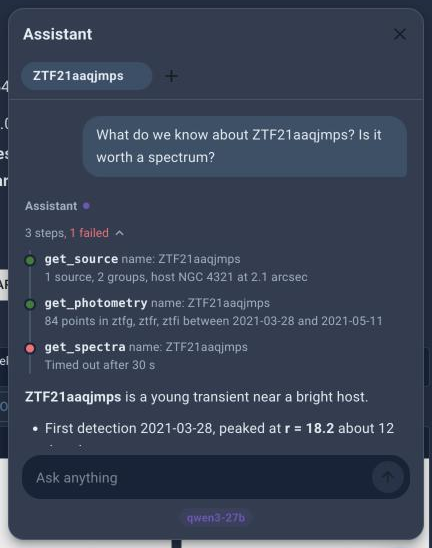 Assistant
ZTF21aaqjmps
What do we know about ZTF21aaqjmps? Is it
worth a spectrum?
Assistant
3 steps, 1 failed
get_source name: ZTF21aaqjmps
1 source, 2 groups, host NGC 4321 at 2.1 arcsec
get_photometry name: ZTF21aaqjmps
84 points in ztfg, ztfr, ztfi between 2021-03-28 and 2021-05-11
get_spectra name: ZTF21aaqjmps
Timed out after 30 s
ZTF21aaqjmps is a young transient near a bright host.
• First detection 2021-03-28, peaked at r = 18.2 about 12
Ask anything
qwen3-27b